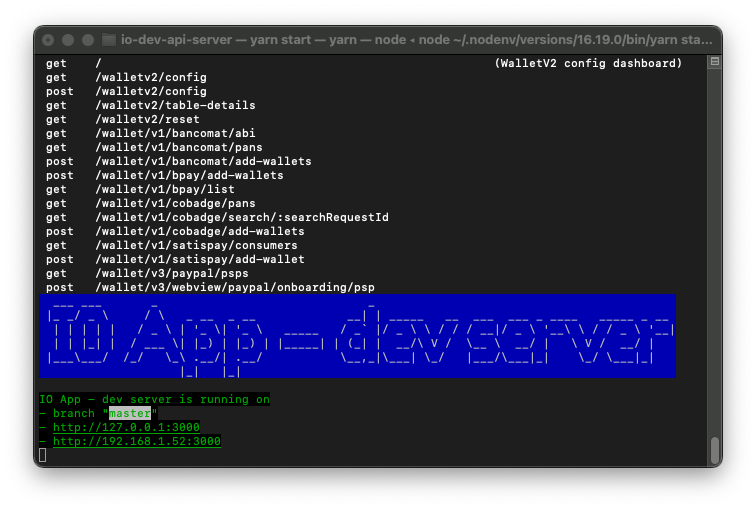 io-dev-api-server — yarn start — yarn — node • node ~/.nodenv/versions/16.19.0/bin/yarn sta...
get / (WalletV2 config dashboard)
get /walletv2/config
post /walletv2/config
get /walletv2/table-details
get /walletv2/reset
get /wallet/v1/bancomat/abi
get /wallet/v1/bancomat/pans
post /wallet/v1/bancomat/add-wallets
post /wallet/v1/bpay/add-wallets
get /wallet/v1/bpay/list
get /wallet/v1/cobadge/pans
get /wallet/v1/cobadge/search/:searchRequestId
post /wallet/v1/cobadge/add-wallets
get /wallet/v1/satispay/consumers
post /wallet/v1/satispay/add-wallet
get /wallet/v3/paypal/psps
post /wallet/v3/webview/paypal/onboarding/psp
IO App - devserver
IO App – dev server is running on
– branch "master"
– http://127.0.0.1:3000
– http://192.168.1.52:3000